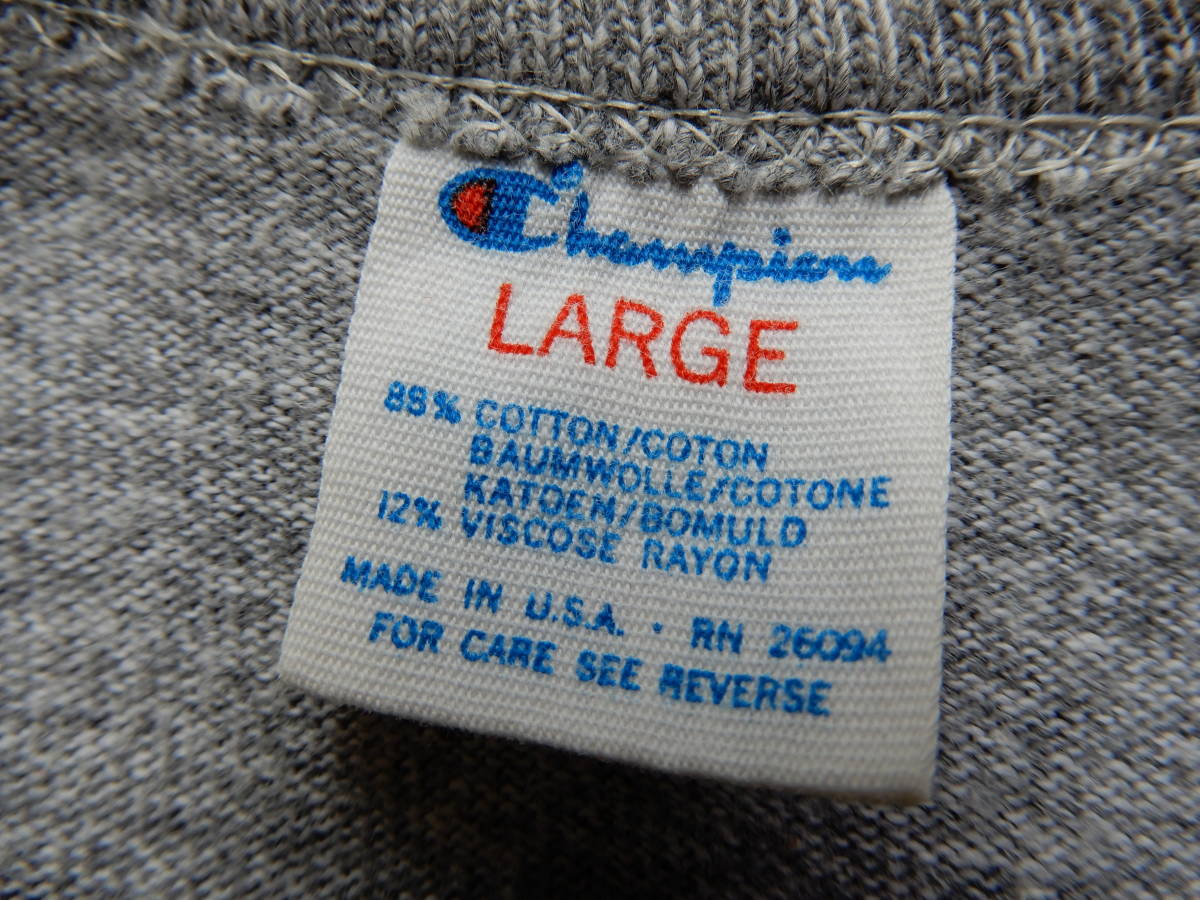 Champion
LARGE
88% COTTON/COTON
BAUMWOLLE/COTONE
KATOEN/BOMULD
12% VISCOSE RAYON
MADE IN U.S.A. · RN 26094
FOR CARE SEE REVERSE